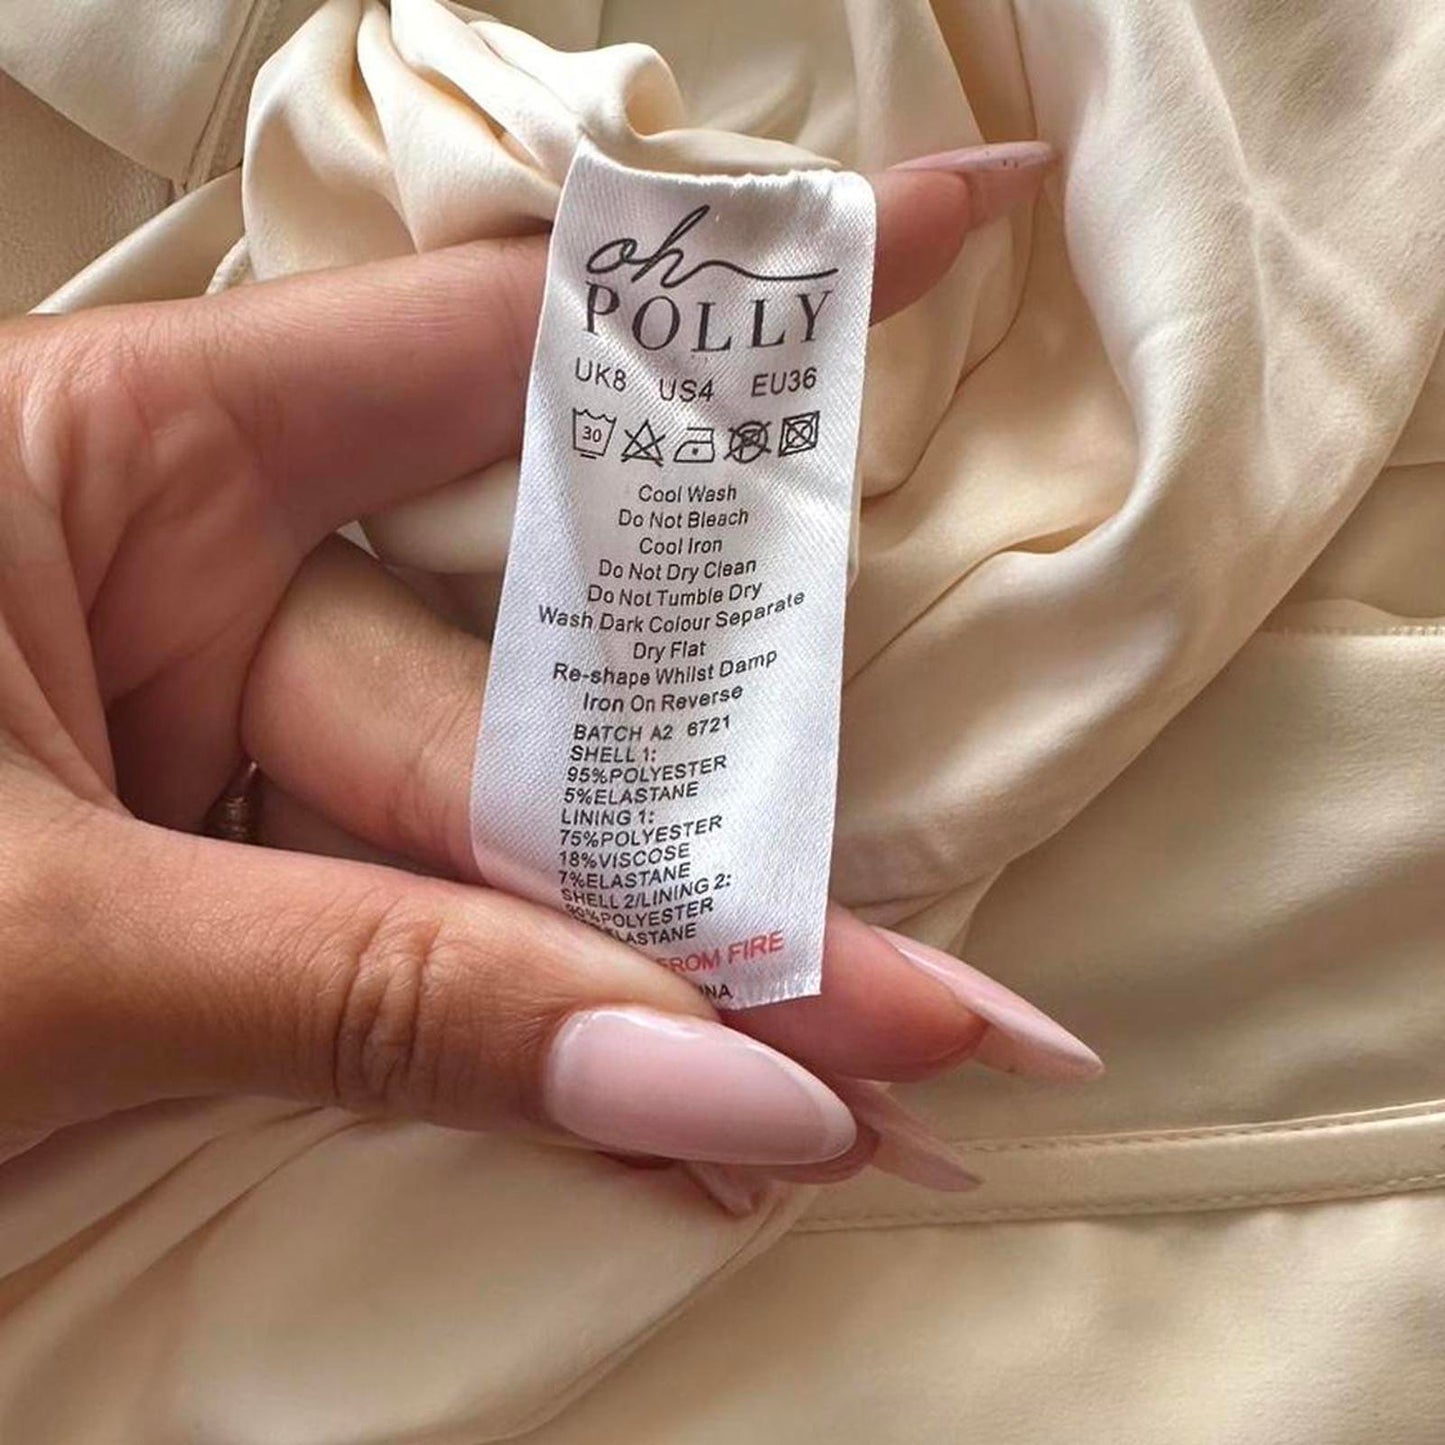 oh
POLLY
UK8 US4 EU36
30
Cool Wash
Do Not Bleach
Cool Iron
Do Not Dry Clean
Do Not Tumble Dry
Wash Dark Colour Separate
Dry Flat
Re-shape Whilst Damp
Iron On Reverse
BATCH A2 6721
SHELL 1:
95%POLYESTER
5%ELASTANE
LINING 1:
75%POLYESTER
18%VISCOSE
7%ELASTANE
SHELL 2/LINING 2:
%POLYESTER
LASTANE
FROM FIRE